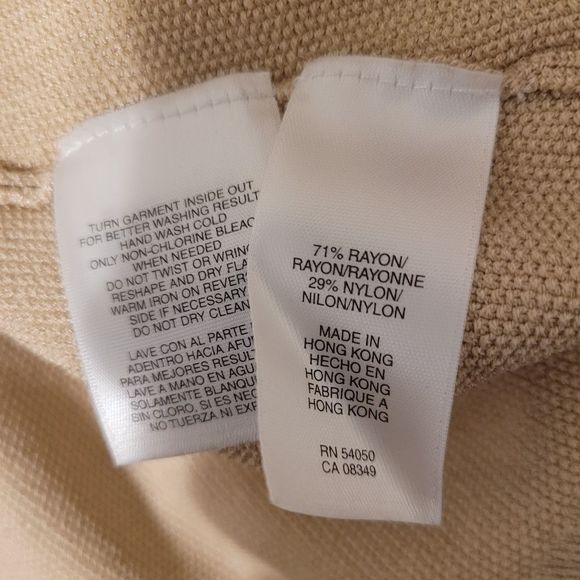 TURN GARMENT INSIDE OUT
FOR BETTER WASHING RESULT
HAND WASH COLD
ONLY NON-CHLORINE BLEAC
WHEN NEEDED
DO NOT TWIST OR WRING
RESHAPE AND DRY FLA
WARM IRON ON REVER
SIDE IF NECESSARY
DO NOT DRY CLEAN
LAVE CON AL PARTE
ADENTRO HACIA AFU
PARA MEJORES RESUL
LAVE A MANO EN AGU
SOLAMENTE BLANQU
SIN CLORO, SI ES NEC
NO TUERZA NI EXP
71% RAYON/
RAYON/RAYONNE
29% NYLON/
NILON/NYLON
MADE IN
HONG KONG
HECHO EN
HONG KONG
FABRIQUE A
HONG KONG
RN 54050
CA 08349